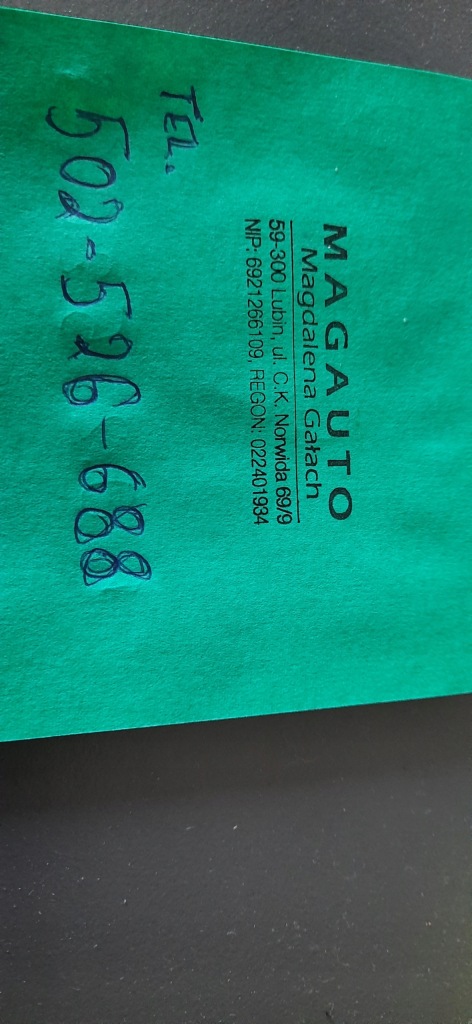 MAGAUTO
Magdalena Gałach
59-300 Lubin, ul. C.K. Norwida 69/9
NIP: 6921266109, REGON: 022401934
TEL.
502-526-688